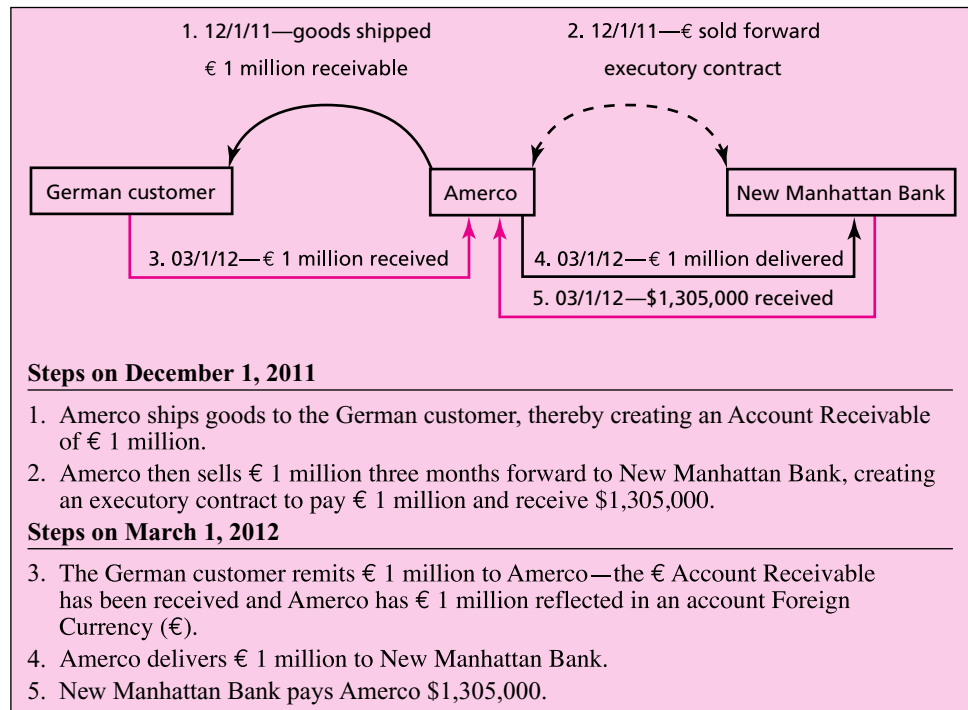 1. 12/1/11—goods shipped
€ 1 million receivable
2. 12/1/11—€ sold forward
executory contract
German customer
Amerco
New Manhattan Bank
3. 03/1/12—€ 1 million received
4. 03/1/12—€ 1 million delivered
5. 03/1/12—$1,305,000 received
Steps on December 1, 2011
1. Amerco ships goods to the German customer, thereby creating an Account Receivable
of € 1 million.
2. Amerco then sells € 1 million three months forward to New Manhattan Bank, creating
an executory contract to pay € 1 million and receive $1,305,000.
Steps on March 1, 2012
3. The German customer remits € 1 million to Amerco—the € Account Receivable
has been received and Amerco has € 1 million reflected in an account Foreign
Currency (€).
4. Amerco delivers € 1 million to New Manhattan Bank.
5. New Manhattan Bank pays Amerco $1,305,000.